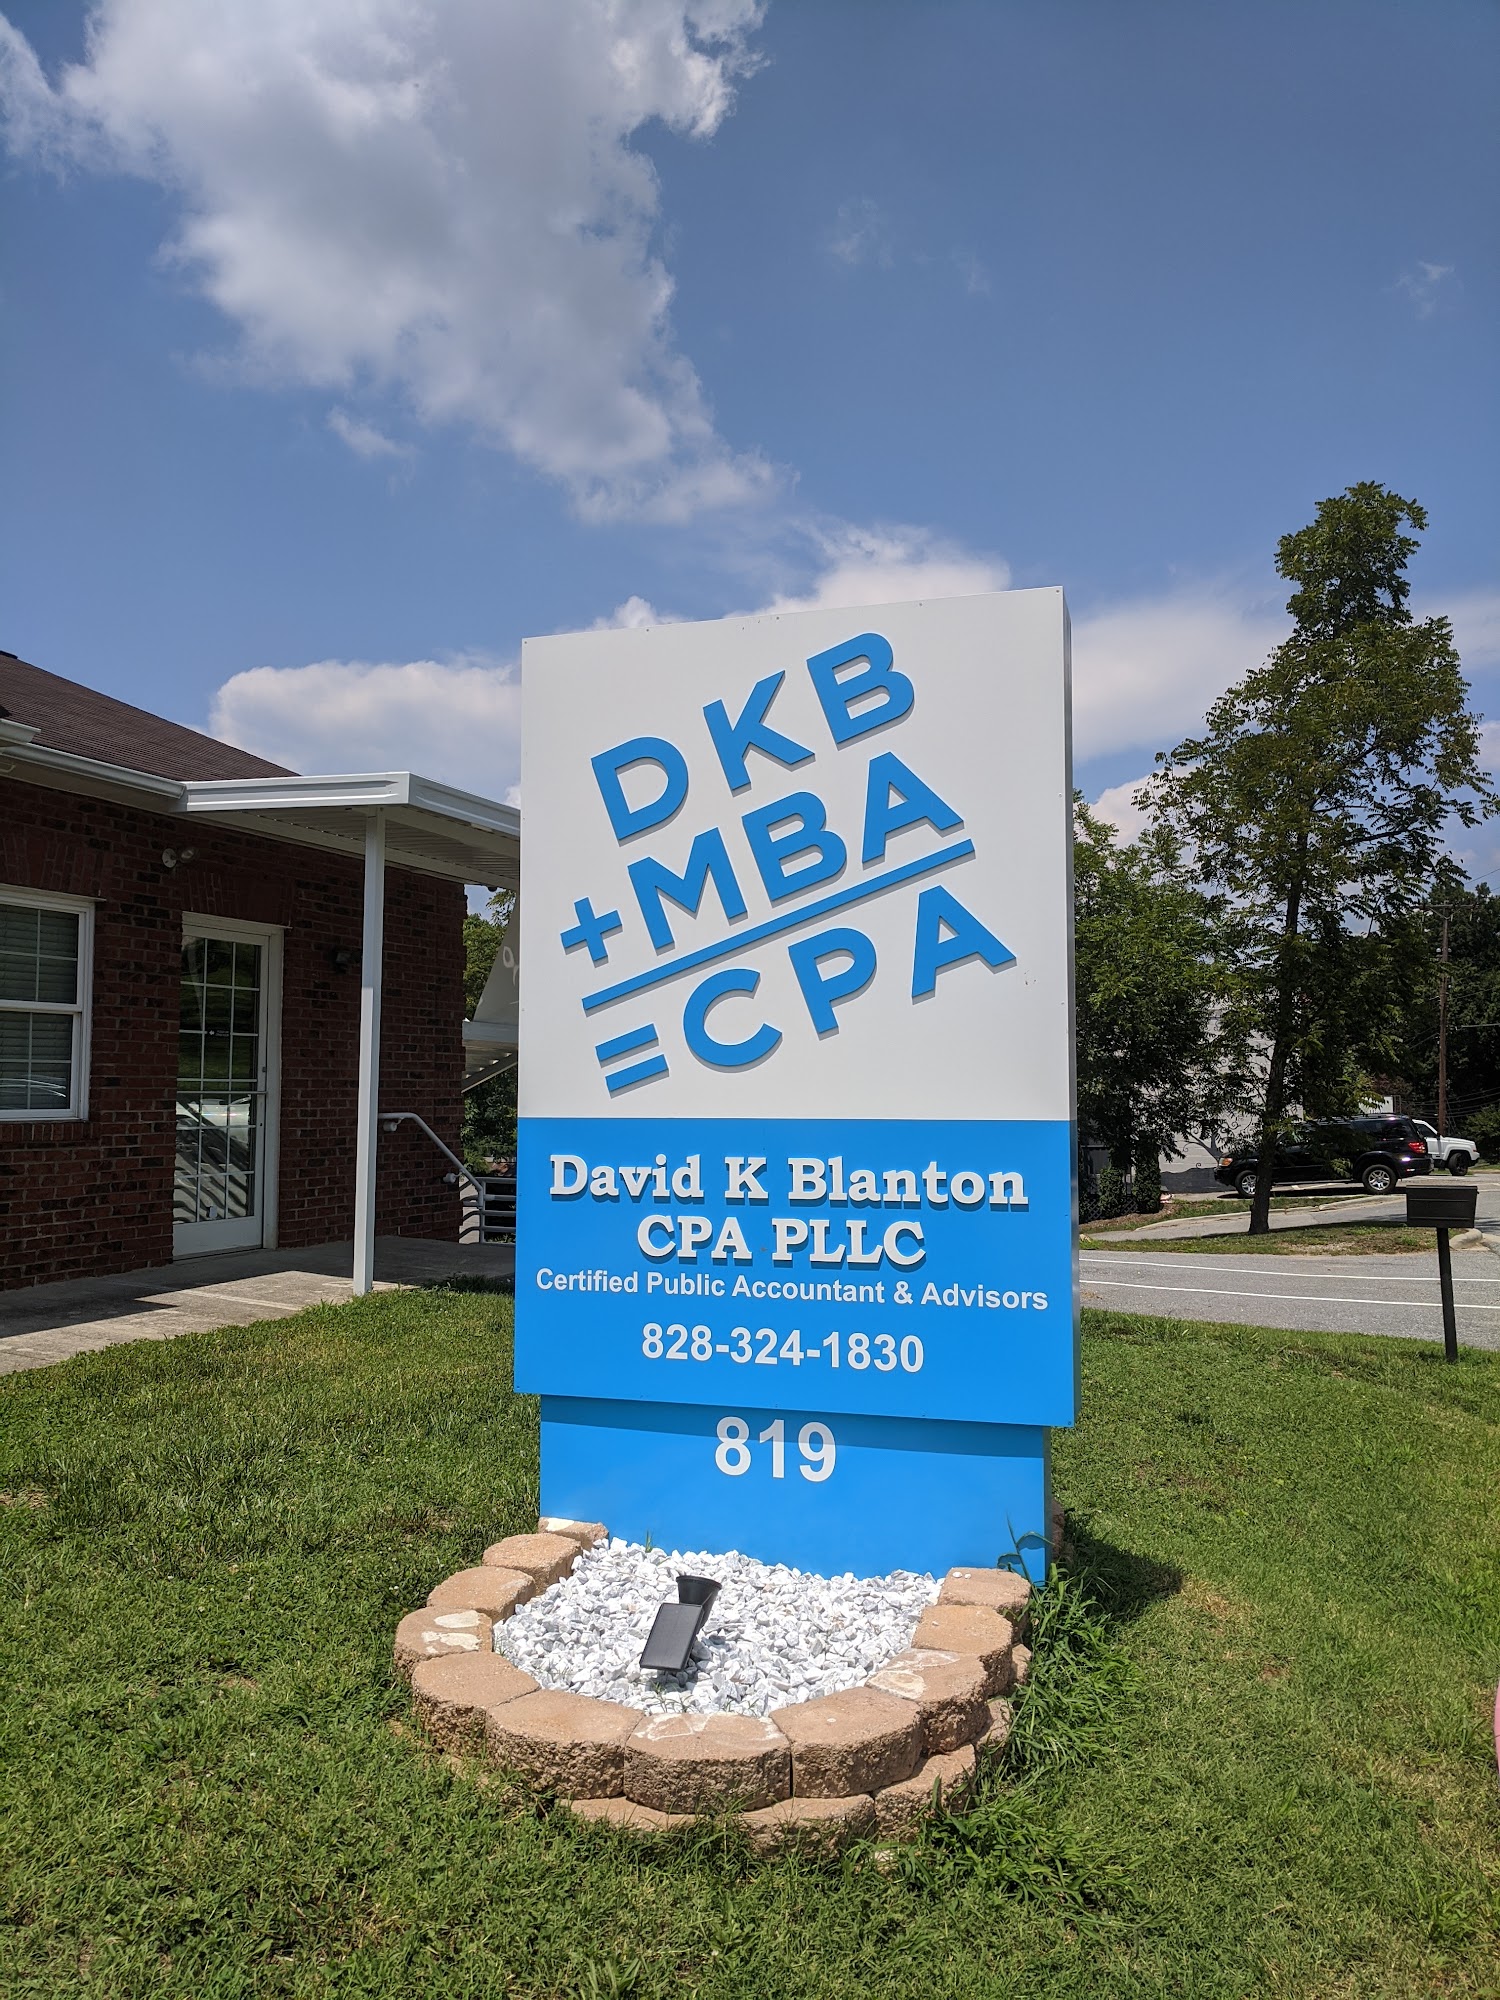 DKB
+MBA
=CPA
David K Blanton
CPA PLLC
Certified Public Accountant & Advisors
828-324-1830
819